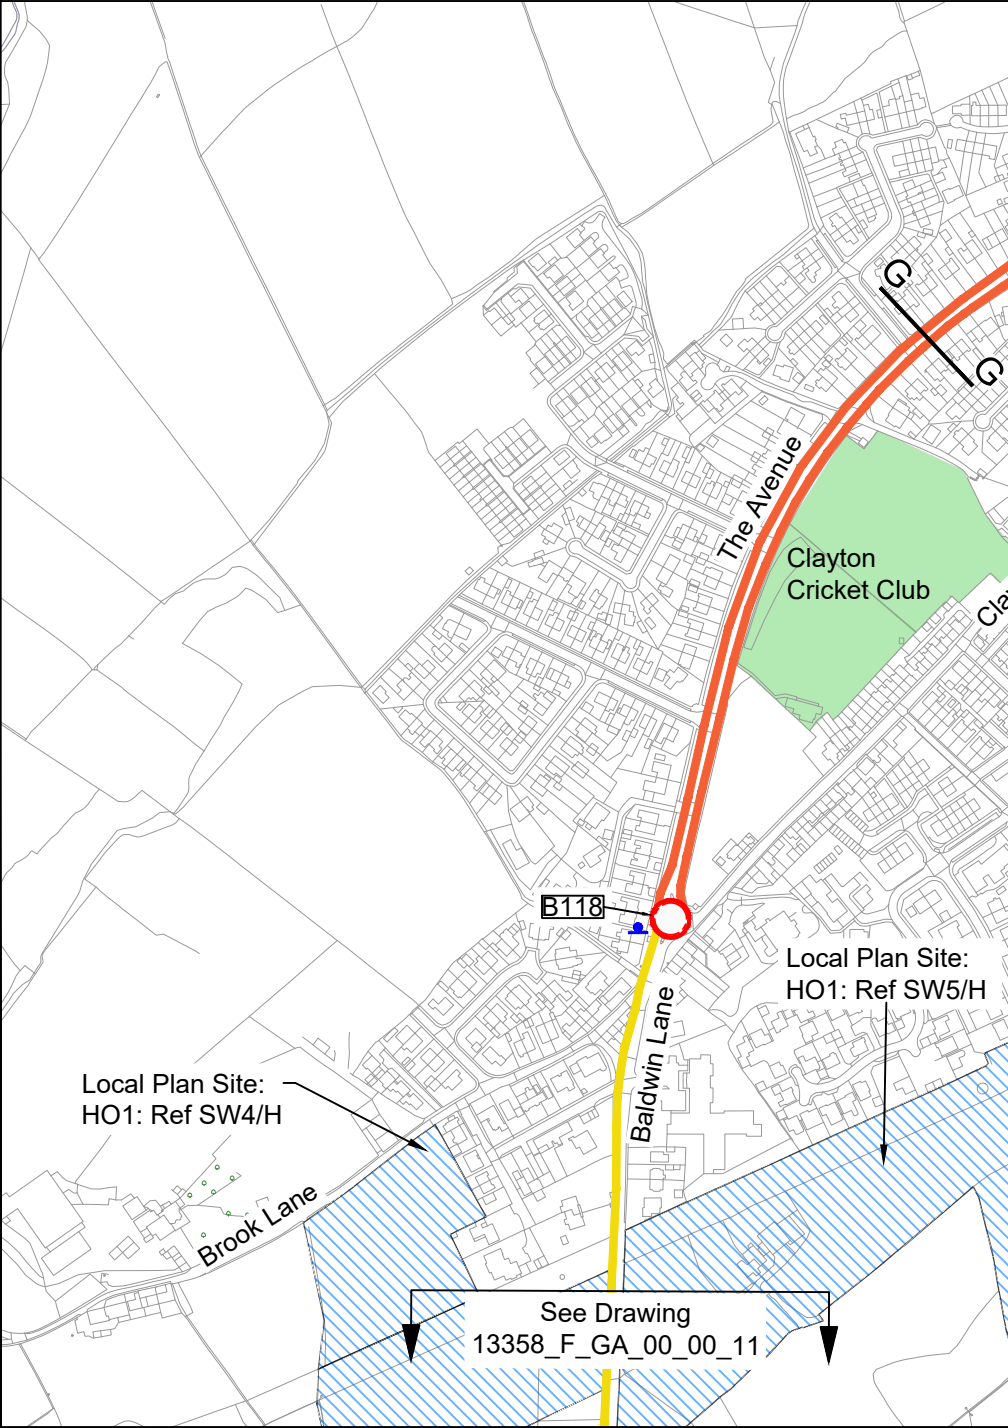 G
G
The Avenue
Clayton
Cricket Club
Cla
B118
Local Plan Site:
HO1: Ref SW5/H
Baldwin Lane
Local Plan Site:
HO1: Ref SW4/H
Brook Lane
See Drawing
13358_F_GA_00_00_11